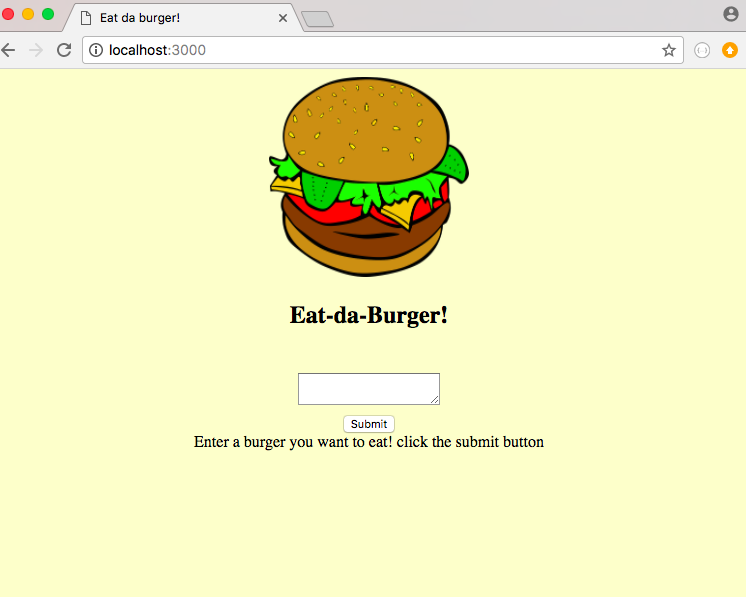 Eat da burger!
localhost:3000
Eat-da-Burger!
Submit
Enter a burger you want to eat! click the submit button